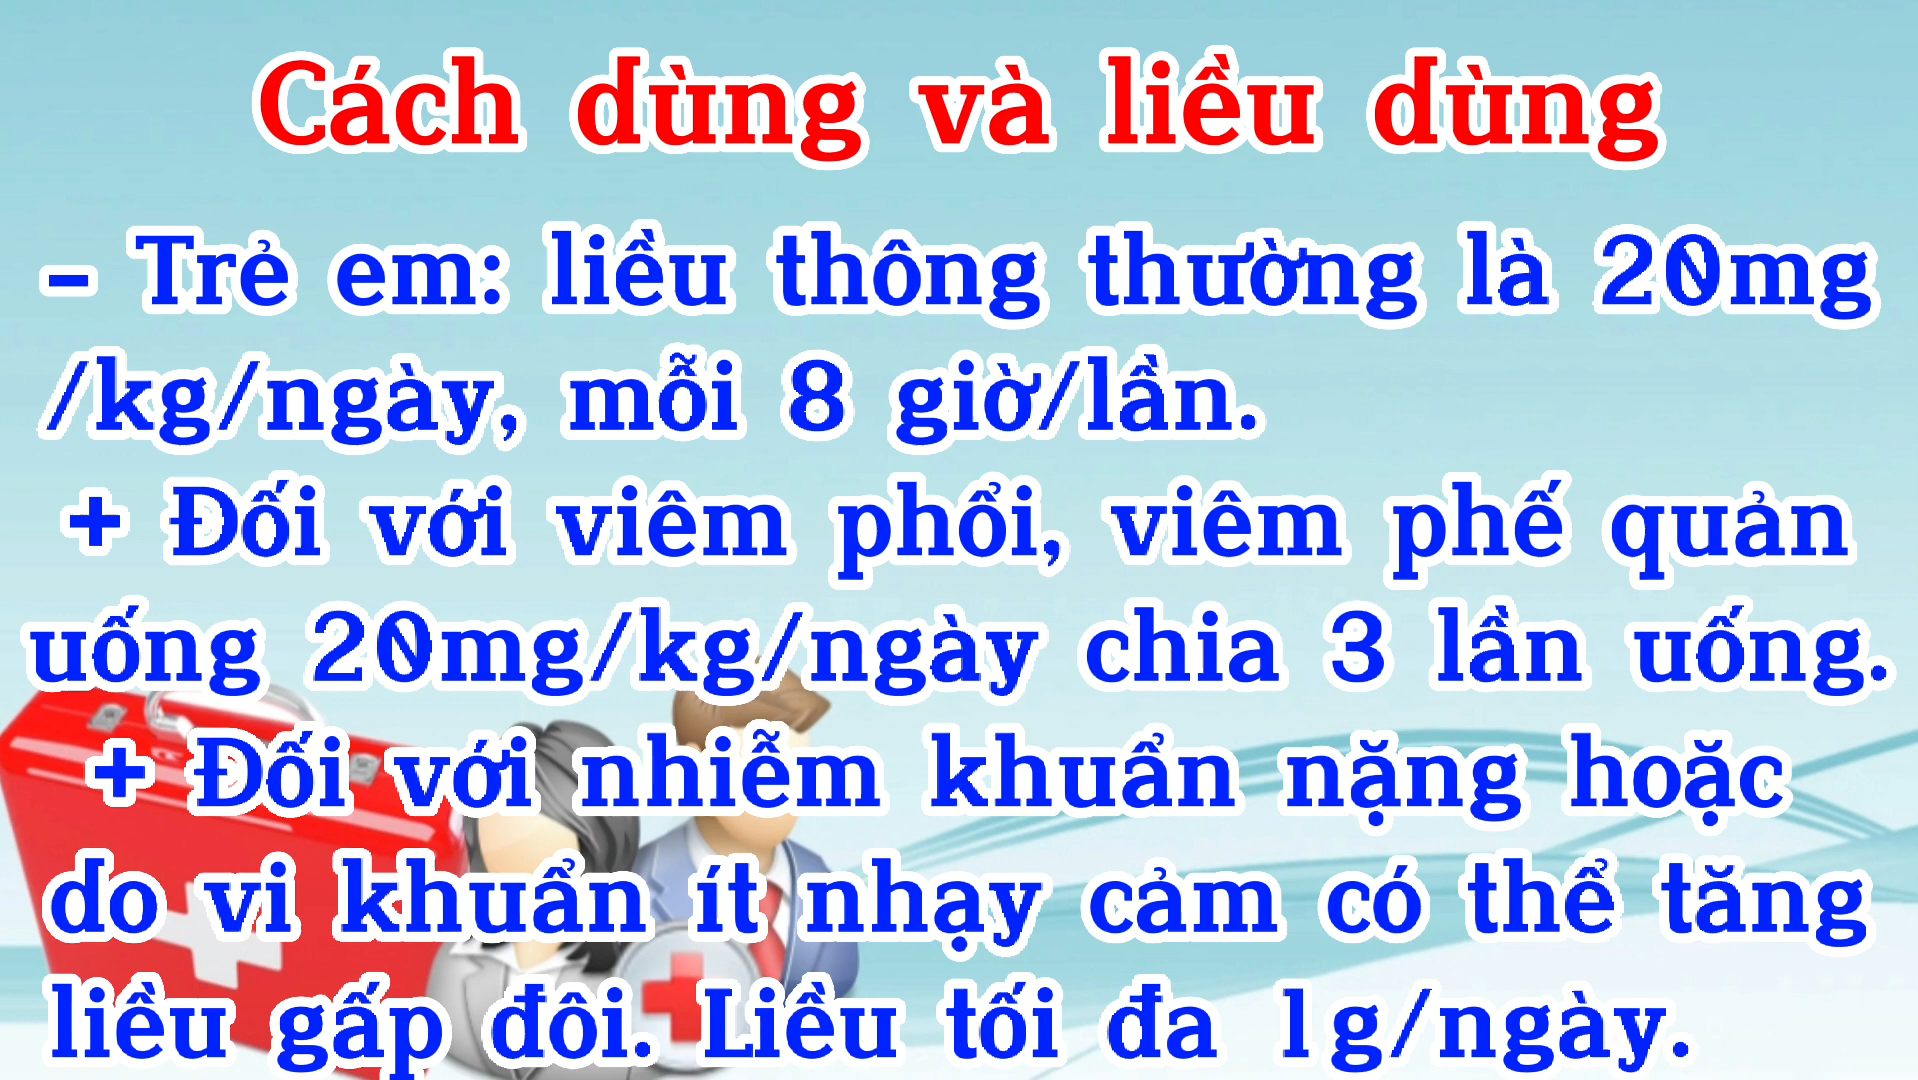 Cách dùng và liều dùng
- Trẻ em: liều thông thường là 20mg
/kg/ngày, mỗi 8 giờ/lần.
+ Đối với viêm phổi, viêm phế quản
uống 20mg/kg/ngày chia 3 lần uống.
+ Đối với nhiễm khuẩn nặng hoặc
do vi khuẩn ít nhạy cảm có thể tăng
liều gấp đôi. Liều tối đa 1g/ngày.